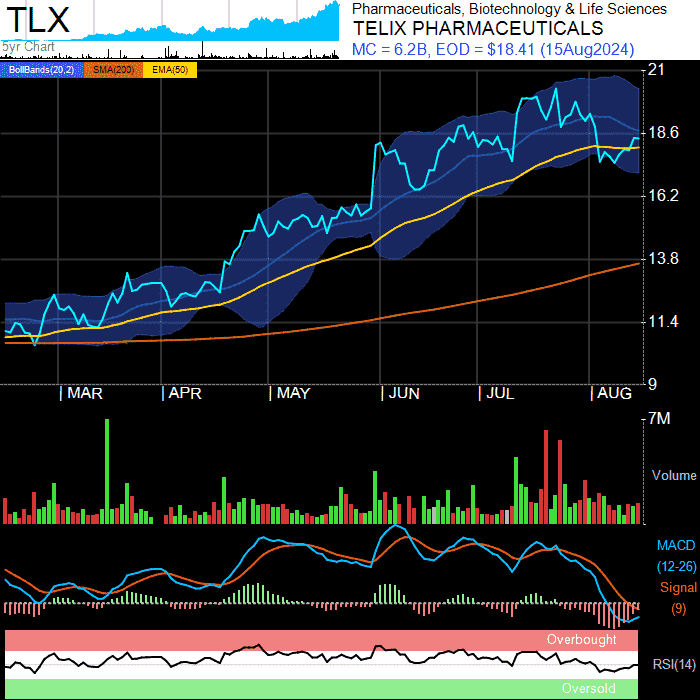 TLX
5yr Chart
Pharmaceuticals, Biotechnology & Life Sciences
TELIX PHARMACEUTICALS
MC = 6.2B, EOD = $18.41 (15Aug2024)
BollBands(20,2) SMA(200) EMA(50)
21
18.6
16.2
13.8
11.4
9
MAR APR MAY JUN JUL AUG
7M
Volume
MACD
(12-26)
Signal
(9)
Overbought
RSI(14)
Oversold